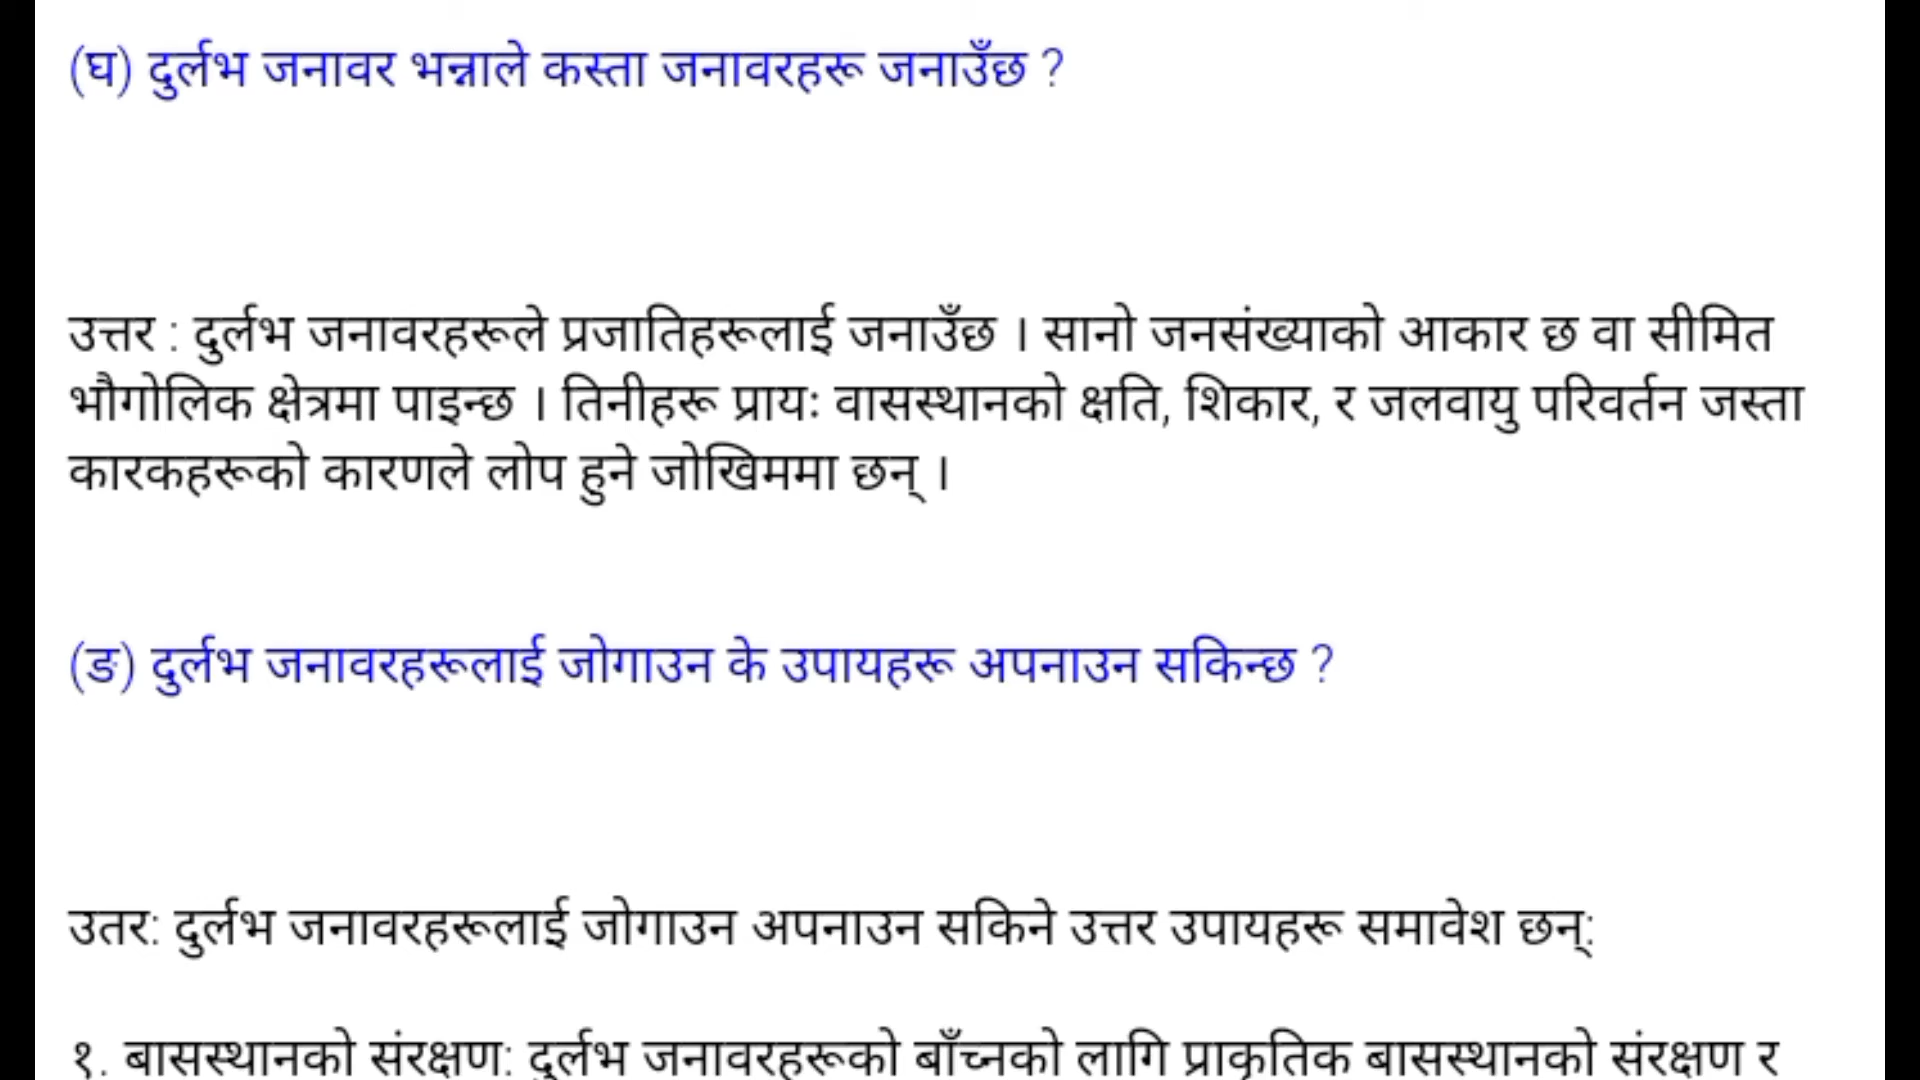 (घ) दुर्लभ जनावर भन्नाले कस्ता जनावरहरू जनाउँछ ?
उत्तर : दुर्लभ जनावरहरूले प्रजातिहरूलाई जनाउँछ । सानो जनसंख्याको आकार छ वा सीमित
भौगोलिक क्षेत्रमा पाइन्छ । तिनीहरू प्रायः वासस्थानको क्षति, शिकार, र जलवायु परिवर्तन जस्ता
कारकहरूको कारणले लोप हुने जोखिममा छन् ।
(ङ) दुर्लभ जनावरहरूलाई जोगाउन के उपायहरू अपनाउन सकिन्छ ?
उतर: दुर्लभ जनावरहरूलाई जोगाउन अपनाउन सकिने उत्तर उपायहरू समावेश छन्:
१. बासस्थानको संरक्षण: दुर्लभ जनावरहरूको बाँच्नको लागि प्राकृतिक बासस्थानको संरक्षण र